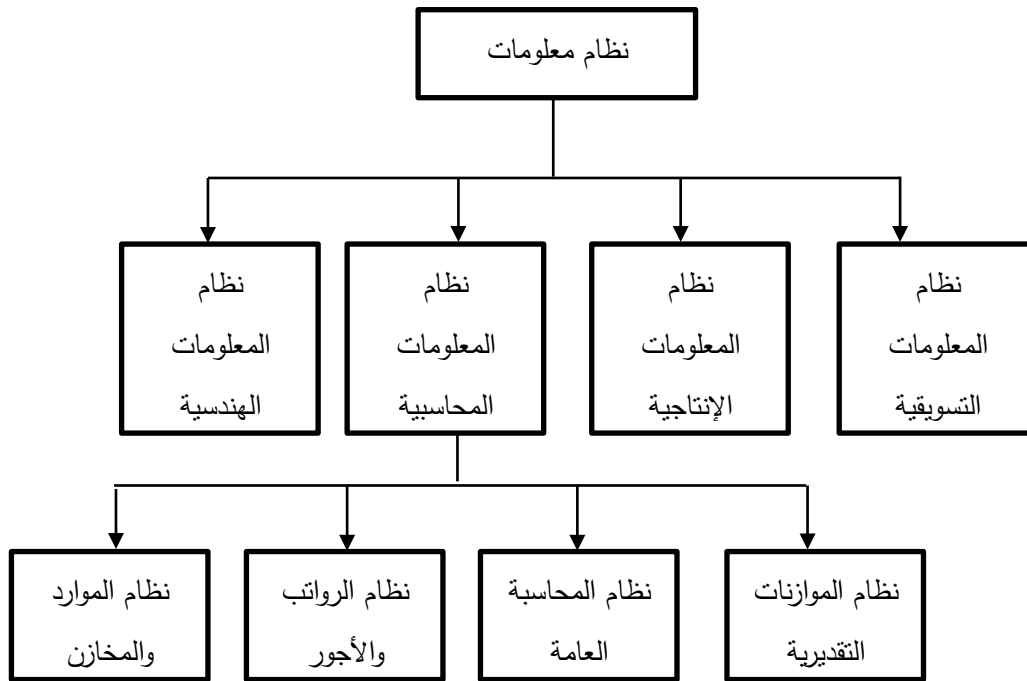 نظام معلومات
نظام
المعلومات
التسويقية
نظام
المعلومات
الإنتاجية
نظام
المعلومات
المحاسبية
نظام
المعلومات
الهندسية
نظام الموازنات
التقديرية
نظام المحاسبة
العامة
نظام الرواتب
والأجور
نظام الموارد
والمخازن